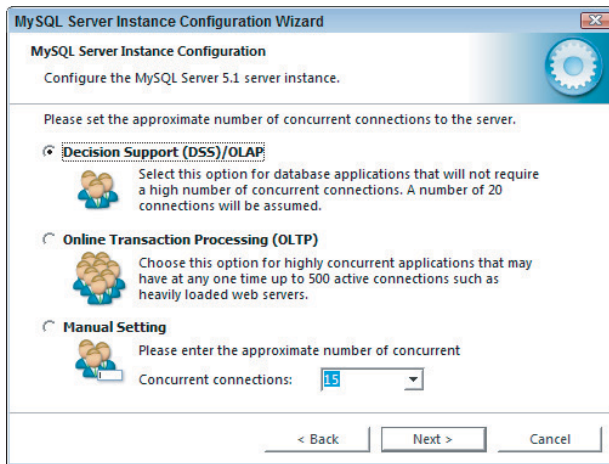 MySQL Server Instance Configuration Wizard
MySQL Server Instance Configuration
Configure the MySQL Server 5.1 server instance.
Please set the approximate number of concurrent connections to the server.
Decision Support (DSS)/OLAP
Select this option for database applications that will not require
a high number of concurrent connections. A number of 20
connections will be assumed.
Online Transaction Processing (OLTP)
Choose this option for highly concurrent applications that may
have at any one time up to 500 active connections such as
heavily loaded web servers.
Manual Setting
Please enter the approximate number of concurrent
Concurrent connections: 15
< Back Next > Cancel